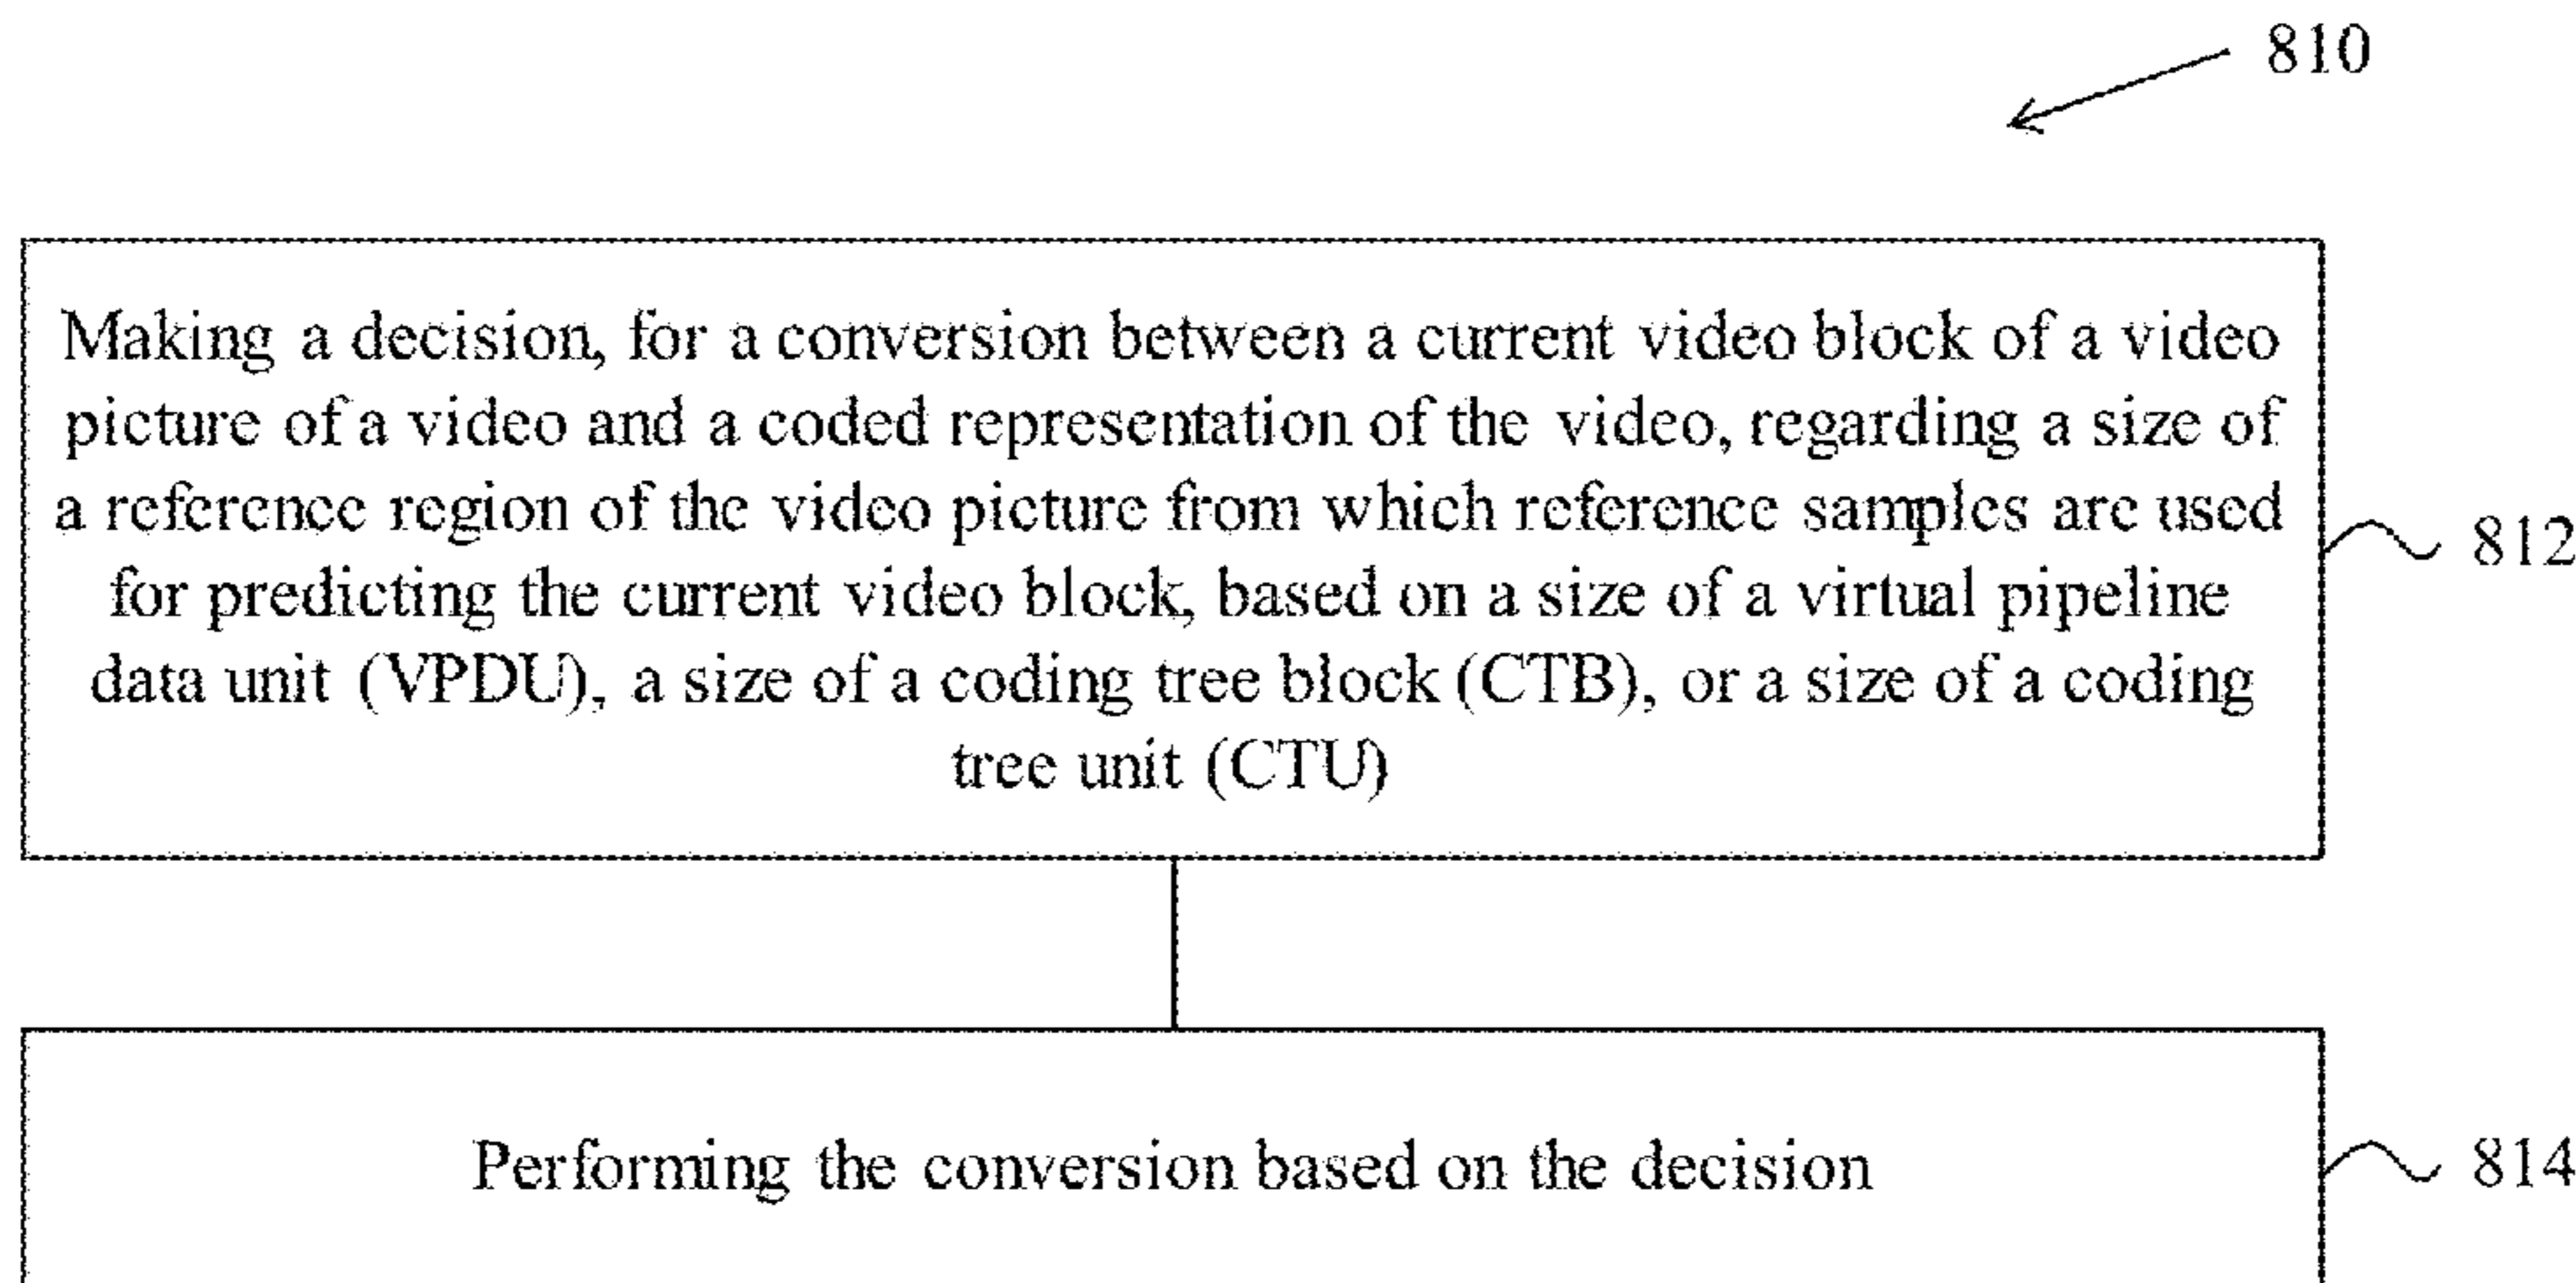 810
Making a decision, for a conversion between a current video block of a video
picture of a video and a coded representation of the video, regarding a size of
a reference region of the video picture from which reference samples are used
for predicting the current video block, based on a size of a virtual pipeline
data unit (VPDU), a size of a coding tree block (CTB), or a size of a coding
tree unit (CTU)
812
Performing the conversion based on the decision
814